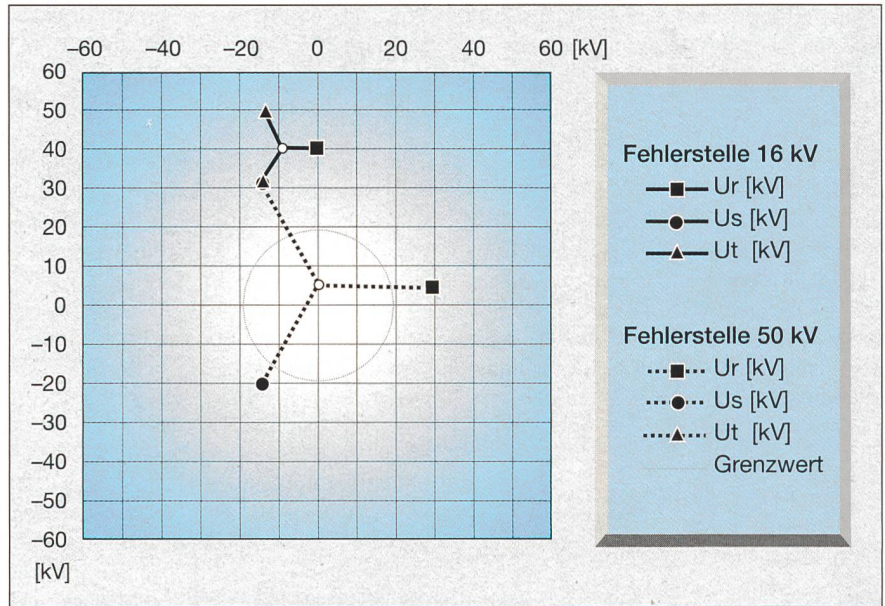 –60 –40 –20 0 20 40 60 [kV]
60
50
40
30
20
10
0
–10
–20
–30
–40
–50
–60
[kV]
Fehlerstelle 16 kV
Ur [kV]
Us [kV]
Ut [kV]
Fehlerstelle 50 kV
Ur [kV]
Us [kV]
Ut [kV]
Grenzwert